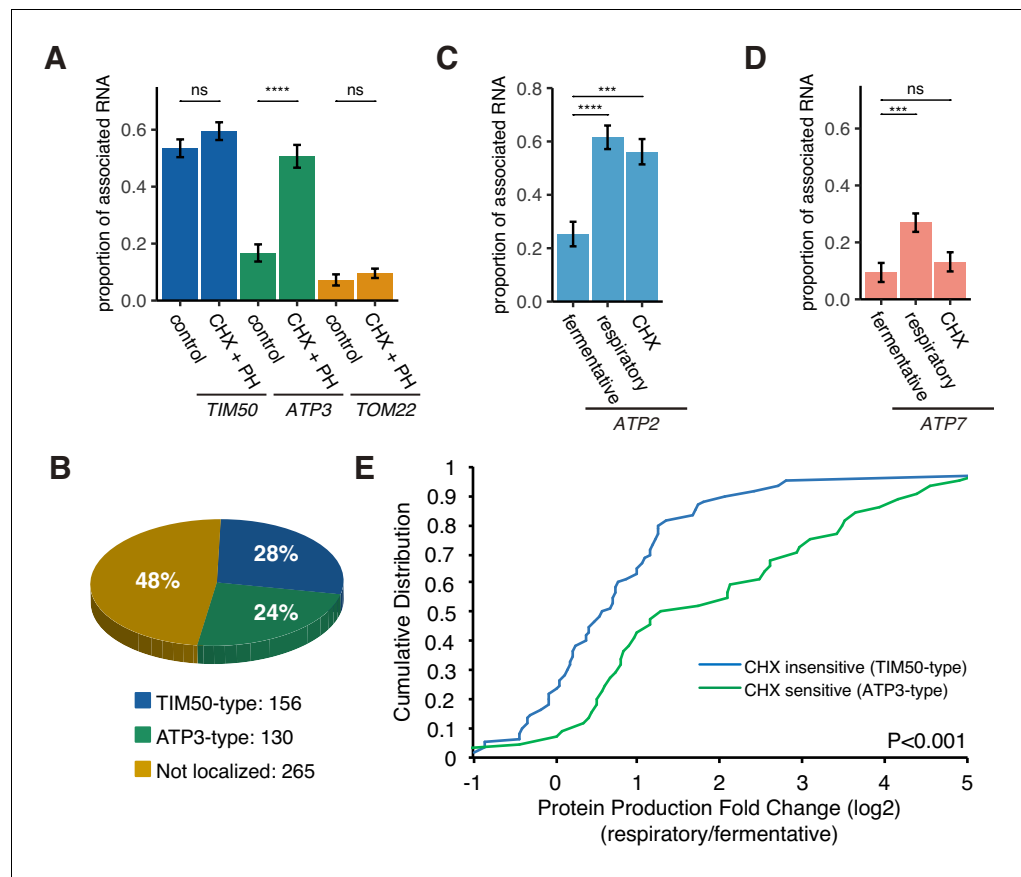 A
proportion of associated RNA
0.6
0.4
0.2
0.0
ns
****
ns
control
CHX + PH
control
CHX + PH
control
CHX + PH
TIM50
ATP3
TOM22
C
proportion of associated RNA
0.8
0.6
0.4
0.2
0.0
***
****
fermentative
respiratory
CHX
ATP2
D
proportion of associated RNA
0.6
0.4
0.2
0.0
ns
***
fermentative
respiratory
CHX
ATP7
B
48%
28%
24%
TIM50-type: 156
ATP3-type: 130
Not localized: 265
E
Cumulative Distribution
1
0.9
0.8
0.7
0.6
0.5
0.4
0.3
0.2
0.1
0
CHX insensitive (TIM50-type)
CHX sensitive (ATP3-type)
P<0.001
-1 0 1 2 3 4 5
Protein Production Fold Change (log2)
(respiratory/fermentative)